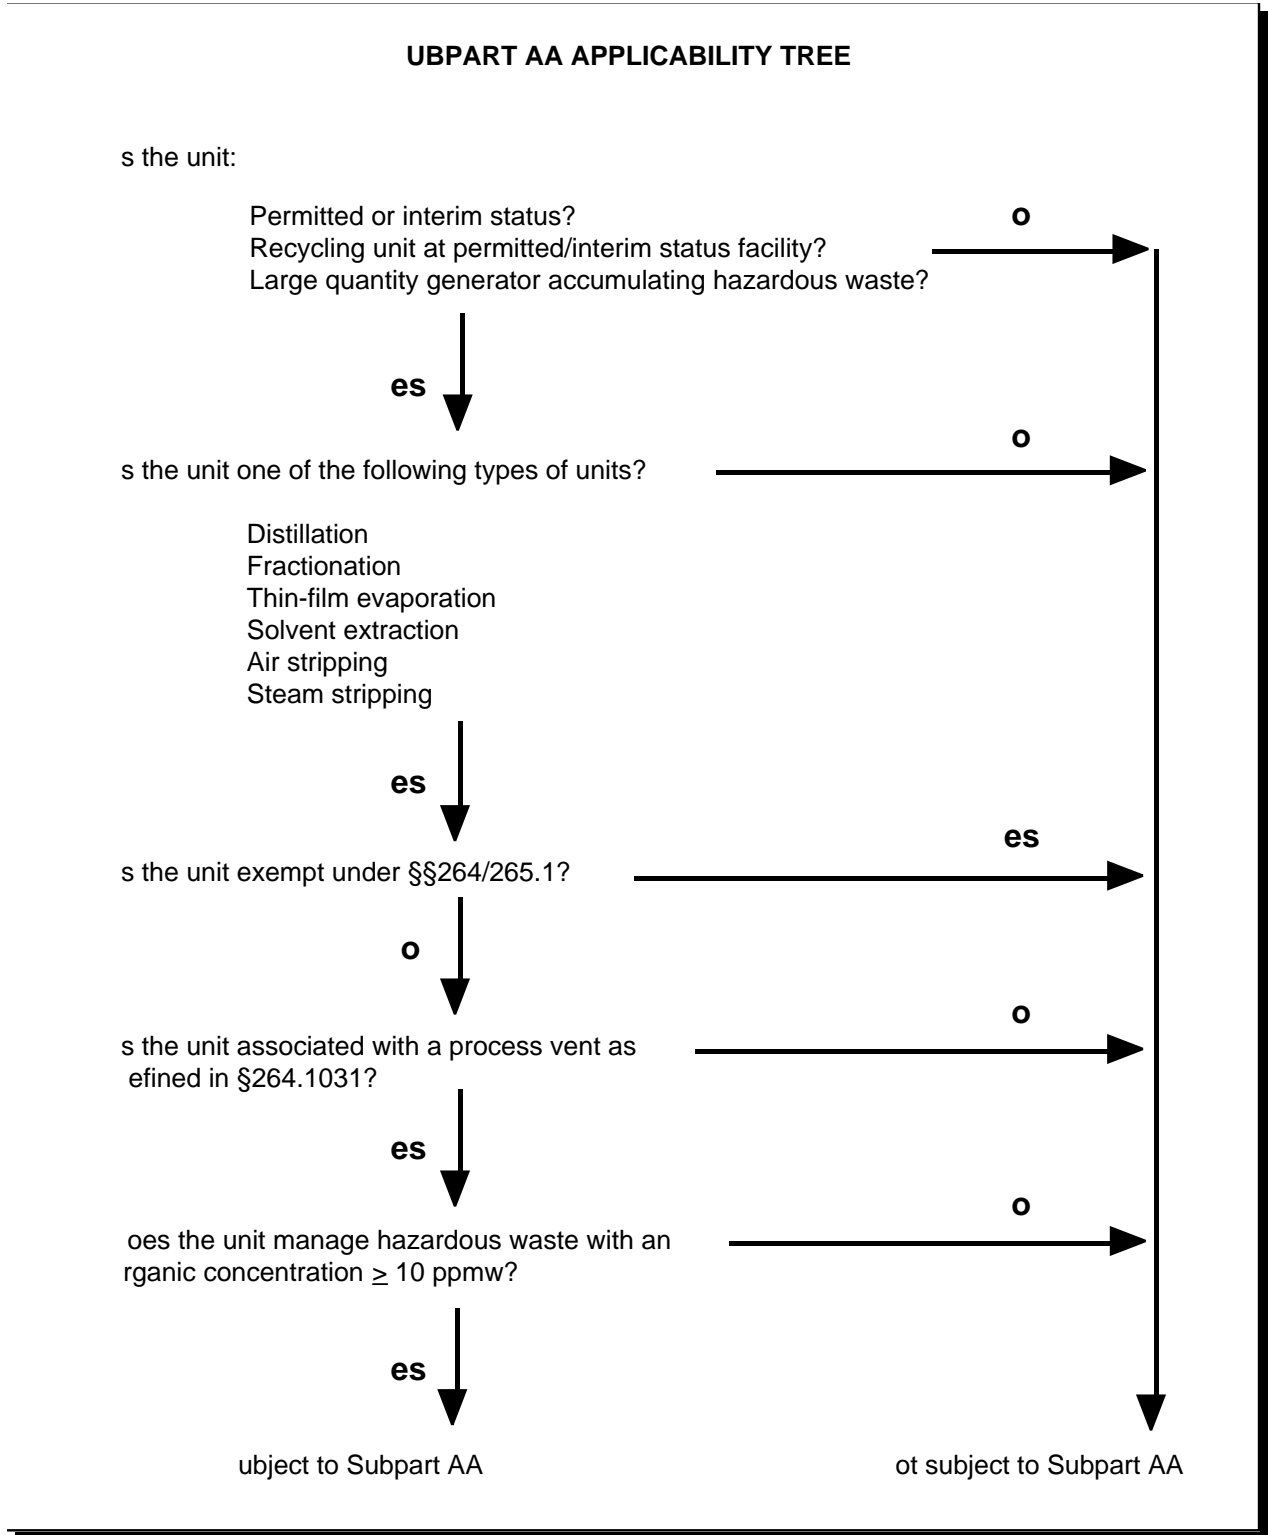 UBPART AA APPLICABILITY TREE
s the unit:
Permitted or interim status?
o
Recycling unit at permitted/interim status facility?
Large quantity generator accumulating hazardous waste?
es
o
s the unit one of the following types of units?
Distillation
Fractionation
Thin-film evaporation
Solvent extraction
Air stripping
Steam stripping
es
es
s the unit exempt under §§264/265.1?
o
o
s the unit associated with a process vent as
efined in §264.1031?
es
o
oes the unit manage hazardous waste with an
rganic concentration ≥ 10 ppmw?
es
ubject to Subpart AA
ot subject to Subpart AA